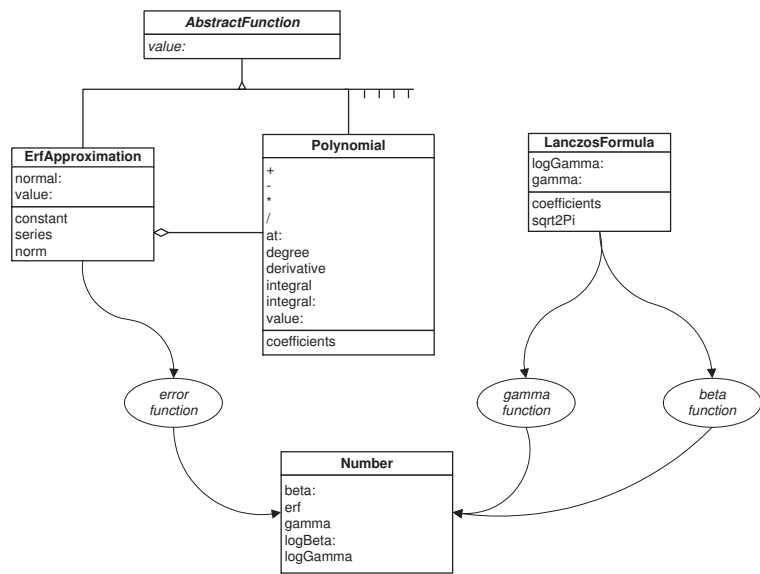 AbstractFunction
value:
ErfApproximation
normal:
value:
constant
series
norm
Polynomial
+
-
*
/
at:
degree
derivative
integral
integral:
value:
coefficients
LanczosFormula
logGamma:
gamma:
coefficients
sqrt2Pi
error
function
gamma
function
beta
function
Number
beta:
erf
gamma
logBeta:
logGamma